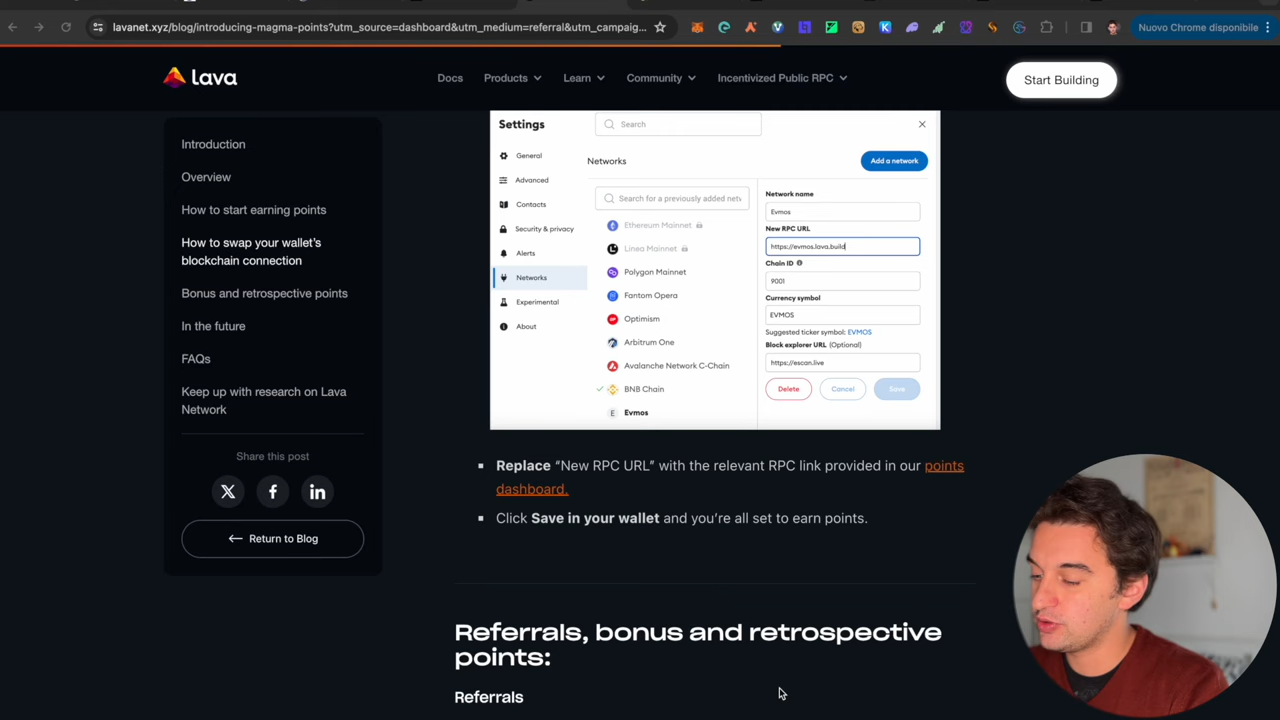 lavanet.xyz/blog/introducing-magma-points?utm_source=dashboard&utm_medium=referral&utm_campaig...
Nuovo Chrome disponibile
lava
Docs
Products
Learn
Community
Incentivized Public RPC
Start Building
Introduction
Overview
How to start earning points
How to swap your wallet's
blockchain connection
Bonus and retrospective points
In the future
FAQs
Keep up with research on Lava
Network
Share this post
Return to Blog
Settings
Search
General
Advanced
Contacts
Security & privacy
Alerts
Networks
Experimental
About
Networks
Add a network
Search for a previously added netv
Ethereum Mainnet
Linea Mainnet
Polygon Mainnet
Fantom Opera
Optimism
Arbitrum One
Avalanche Network C-Chain
BNB Chain
E Evmos
Network name
Evmos
New RPC URL
https://evmos.lava.build
Chain ID
9001
Currency symbol
EVMOS
Suggested ticker symbol: EVMOS
Block explorer URL (Optional)
https://escan.live
Delete
Cancel
Save
Replace “New RPC URL” with the relevant RPC link provided in our points
dashboard.
Click Save in your wallet and you’re all set to earn points.
Referrals, bonus and retrospective
points:
Referrals